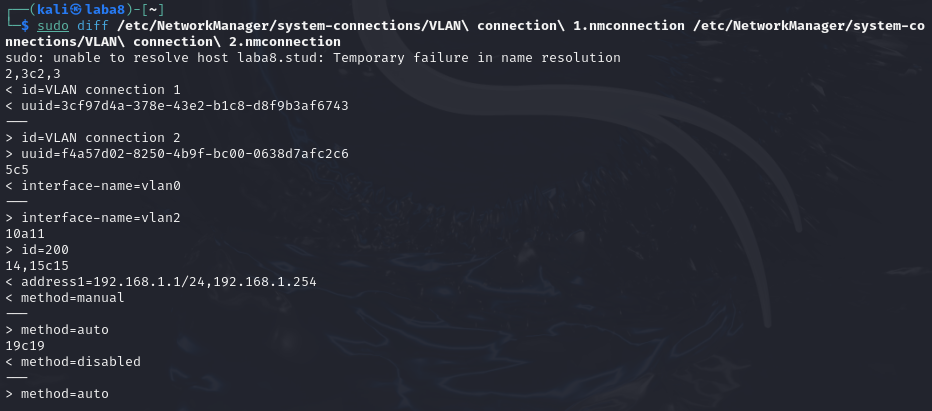 ┌──(kali㉿laba8)-[~]
└─$ sudo diff /etc/NetworkManager/system-connections/VLAN\ connection\ 1.nmconnection /etc/NetworkManager/system-co
nnections/VLAN\ connection\ 2.nmconnection
sudo: unable to resolve host laba8.stud: Temporary failure in name resolution
2,3c2,3
< id=VLAN connection 1
< uuid=3cf97d4a-378e-43e2-b1c8-d8f9b3af6743
---
> id=VLAN connection 2
> uuid=f4a57d02-8250-4b9f-bc00-0638d7afc2c6
5c5
< interface-name=vlan0
---
> interface-name=vlan2
10a11
> id=200
14,15c15
< address1=192.168.1.1/24,192.168.1.254
< method=manual
---
> method=auto
19c19
< method=disabled
---
> method=auto